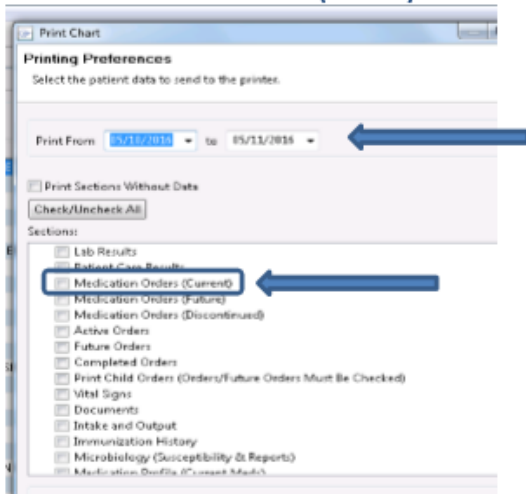 Print Chart
Printing Preferences
Select the patient data to send to the printer.
Print From 05/10/2016 to 05/11/2016
Print Sections Without Data
Check/Uncheck All
Sections:
Lab Results
Patient Care Results
Medication Orders (Current)
Medication Orders (Future)
Medication Orders (Discontinued)
Active Orders
Future Orders
Completed Orders
Print Child Orders (Orders/Future Orders Must Be Checked)
Vital Signs
Documents
Intake and Output
Immunization History
Microbiology (Susceptibility & Reports)
Medication Profile (Current Meds)